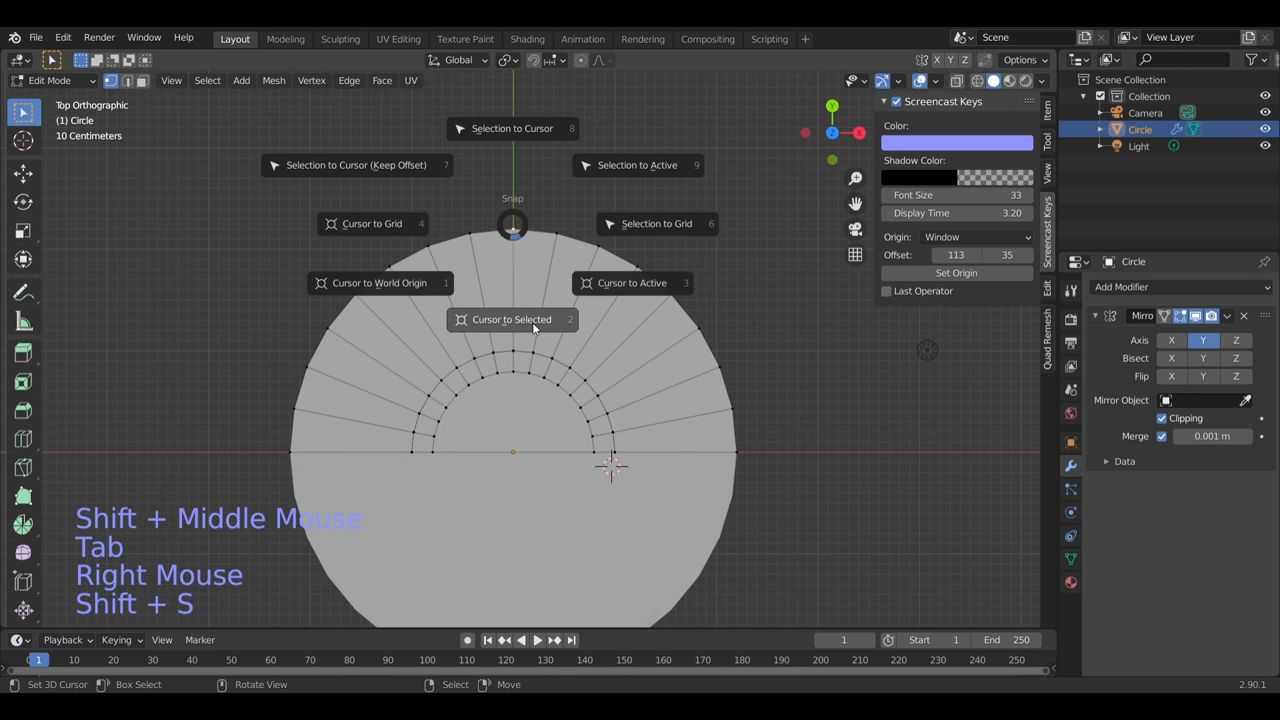 File Edit Render Window Help Layout Modeling Sculpting UV Editing Texture Paint Shading Animation Rendering Compositing Scripting + Scene View Layer
Global X Y Z Options
Edit Mode View Select Add Mesh Vertex Edge Face UV
Scene Collection
Collection
Camera
Circle
Light
Top Orthographic
(1) Circle
10 Centimeters
Y
X
Z
Selection to Cursor 8
Selection to Cursor (Keep Offset) 7
Selection to Active 9
Snap
Cursor to Grid 4
Selection to Grid 6
Cursor to World Origin 1
Cursor to Active 3
Cursor to Selected 2
Screencast Keys
Color:
Shadow Color:
Font Size 33
Display Time 3.20
Origin: Window
Offset: 113 35
Set Origin
Last Operator
Item
Tool
View
Screencast Keys
Edit
Quad Remesh
Circle
Add Modifier
Mirro
Axis X Y Z
Bisect X Y Z
Flip X Y Z
Mirror Object
Clipping
Merge 0.001 m
Data
Shift + Middle Mouse
Tab
Right Mouse
Shift + S
Playback Keying View Marker 1 Start 1 End 250
0 1 10 20 30 40 50 60 70 80 90 100 110 120 130 140 150 160 170 180 190 200 210 220 230 240 250
Set 3D Cursor Box Select Rotate View Select Move 2.90.1